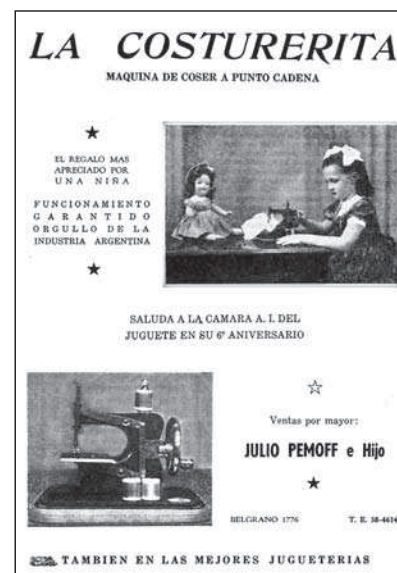 LA COSTURERITA
MAQUINA DE COSER A PUNTO CADENA
EL REGALO MAS
APRECIADO POR
UNA NIÑA
FUNCIONAMIENTO
GARANTIDO
ORGULLO DE LA
INDUSTRIA ARGENTINA
SALUDA A LA CAMARA A. I. DEL
JUGUETE EN SU 6º ANIVERSARIO
Ventas por mayor:
JULIO PEMOFF e Hijo
BELGRANO 1776 T. E. 38-4614
TAMBIEN EN LAS MEJORES JUGUETERIAS